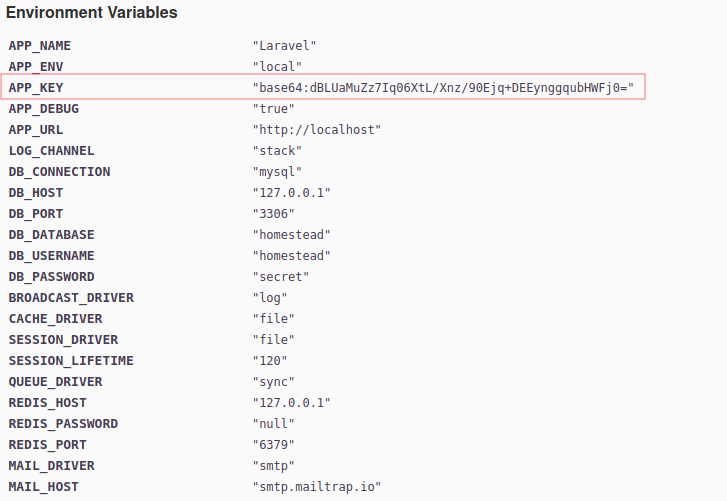 Environment Variables
APP_NAME "Laravel"
APP_ENV "local"
APP_KEY "base64:dBLUaMuZz7Iq06XtL/Xnz/90Ejq+DEEynggqubHWFj0="
APP_DEBUG "true"
APP_URL "http://localhost"
LOG_CHANNEL "stack"
DB_CONNECTION "mysql"
DB_HOST "127.0.0.1"
DB_PORT "3306"
DB_DATABASE "homestead"
DB_USERNAME "homestead"
DB_PASSWORD "secret"
BROADCAST_DRIVER "log"
CACHE_DRIVER "file"
SESSION_DRIVER "file"
SESSION_LIFETIME "120"
QUEUE_DRIVER "sync"
REDIS_HOST "127.0.0.1"
REDIS_PASSWORD "null"
REDIS_PORT "6379"
MAIL_DRIVER "smtp"
MAIL_HOST "smtp.mailtrap.io"